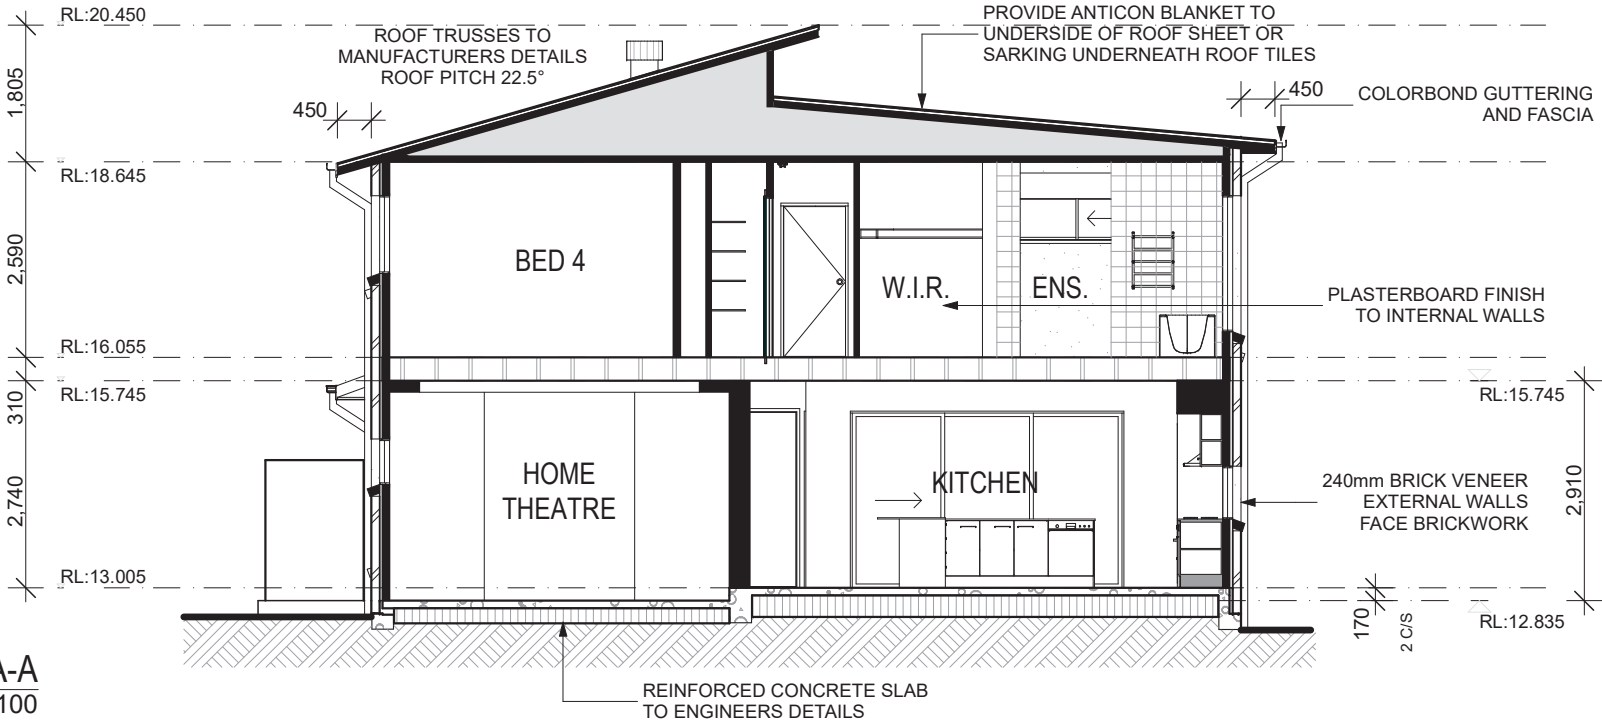 RL:20.450
ROOF TRUSSES TO
MANUFACTURERS DETAILS
ROOF PITCH 22.5°
PROVIDE ANTICON BLANKET TO
UNDERSIDE OF ROOF SHEET OR
SARKING UNDERNEATH ROOF TILES
1,805
450
450
COLORBOND GUTTERING
AND FASCIA
RL:18.645
2,590
BED 4
W.I.R.
ENS.
PLASTERBOARD FINISH
TO INTERNAL WALLS
RL:16.055
310
RL:15.745
RL:15.745
2,740
HOME
THEATRE
KITCHEN
240mm BRICK VENEER
EXTERNAL WALLS
FACE BRICKWORK
2,910
RL:13.005
170
2 C/S
RL:12.835
A-A
100
REINFORCED CONCRETE SLAB
TO ENGINEERS DETAILS